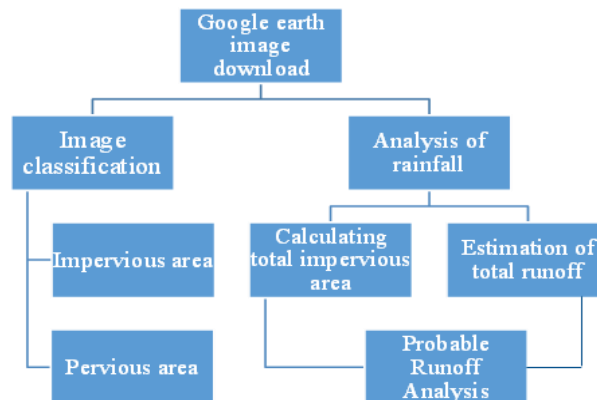 Google earth
image
download
Image
classification
Analysis of
rainfall
Impervious area
Calculating
total impervious
area
Estimation of
total runoff
Pervious area
Probable
Runoff
Analysis